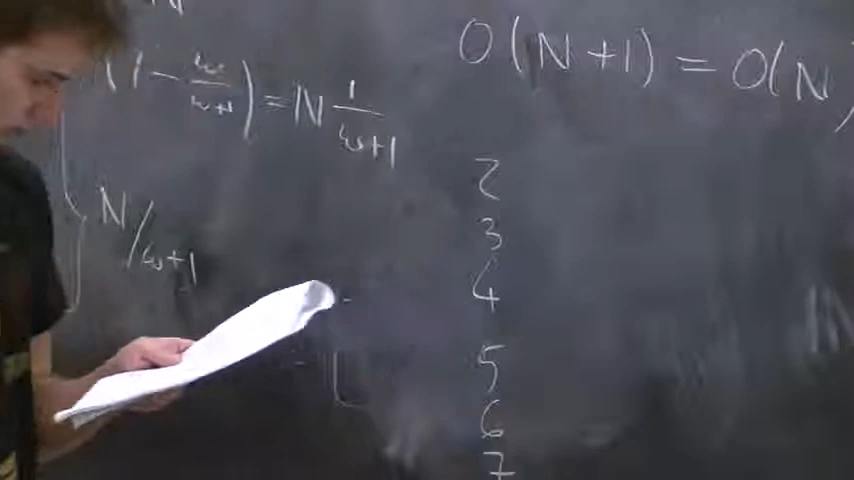 (1 - w/w+1) = N 1/w+1
N/w+1
O(N+1) = O(N)
2
3
4
5
6
7